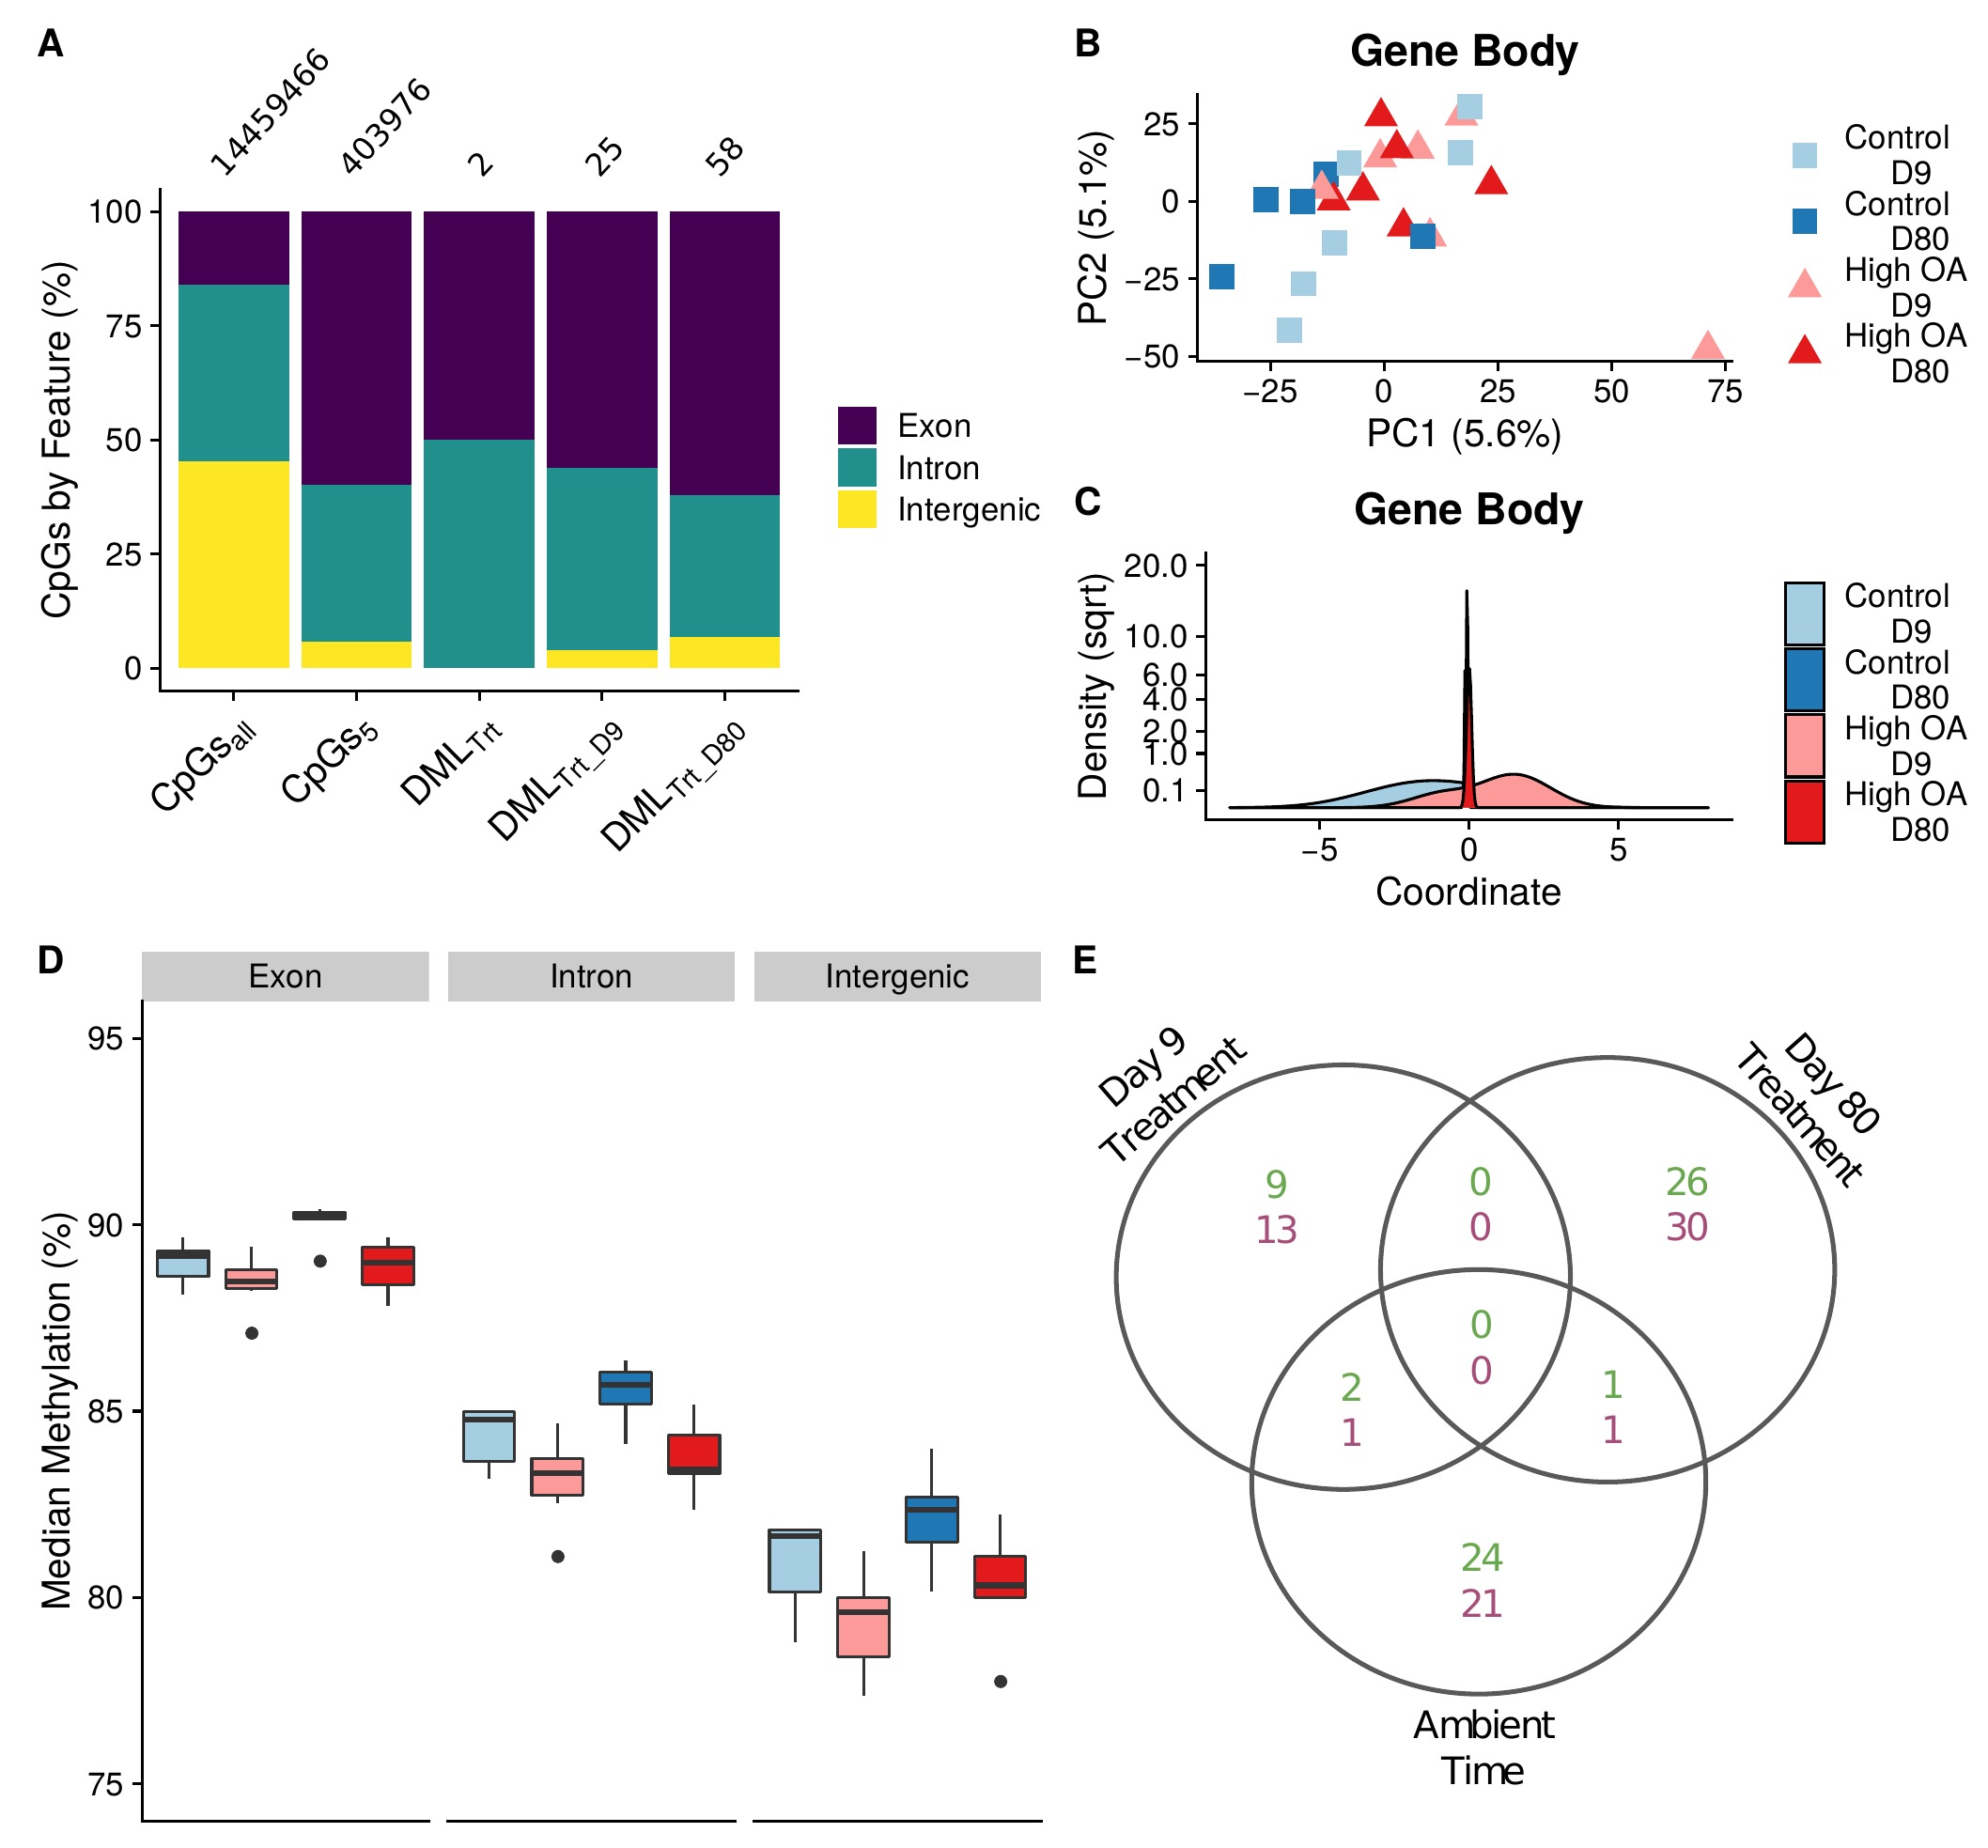 A
14459466
403976
2
25
58
CpGs by Feature (%)
100
75
50
25
0
CpGsall
CpGs5
DMLTrt
DMLTrt_D9
DMLTrt_D80
Exon
Intron
Intergenic
B
Gene Body
PC2 (5.1%)
25
0
−25
−50
−25
0
25
50
75
PC1 (5.6%)
Control
D9
Control
D80
High OA
D9
High OA
D80
C
Gene Body
Density (sqrt)
20.0
10.0
6.0
4.0
2.0
1.0
0.1
−5
0
5
Coordinate
Control
D9
Control
D80
High OA
D9
High OA
D80
D
Exon
Intron
Intergenic
Median Methylation (%)
95
90
85
80
75
E
Day 9
Treatment
Day 80
Treatment
9
13
0
0
26
30
0
0
2
1
1
1
24
21
Ambient
Time